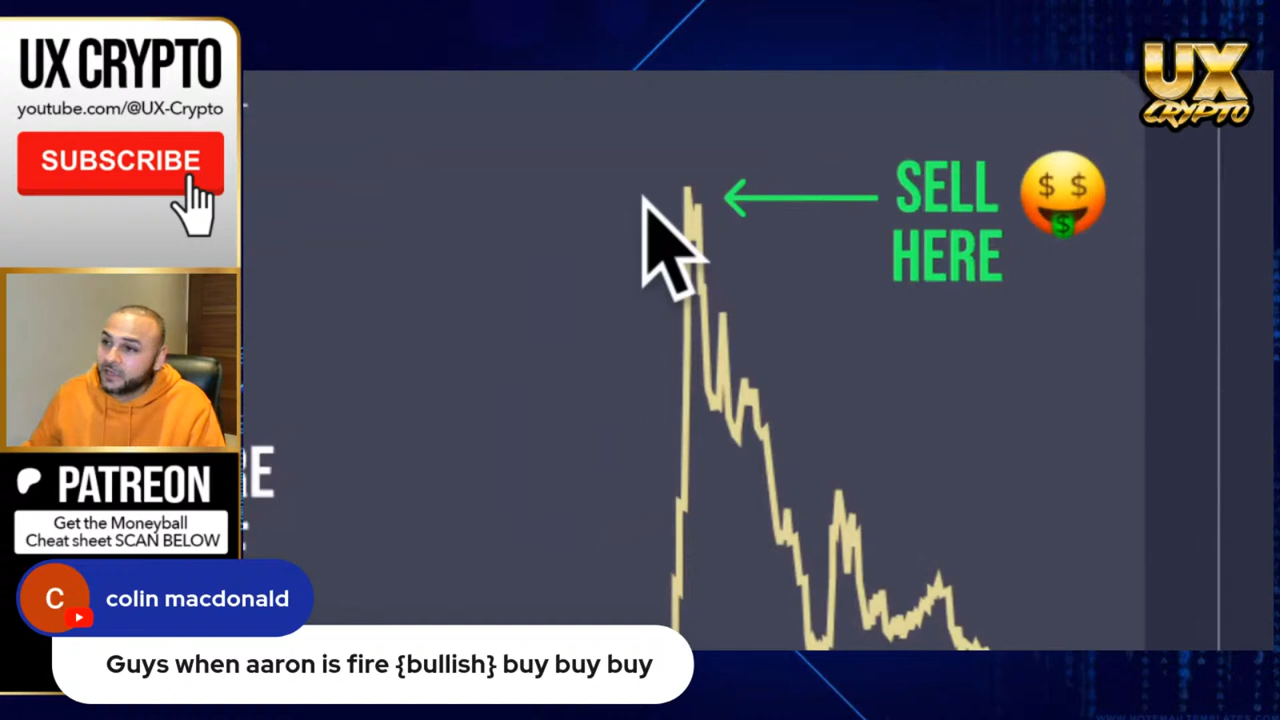 UX CRYPTO
youtube.com/@UX-Crypto
SUBSCRIBE
UX
CRYPTO
SELL
HERE
PATREON
Get the Moneyball
Cheat sheet SCAN BELOW
C
colin macdonald
Guys when aaron is fire {bullish} buy buy buy